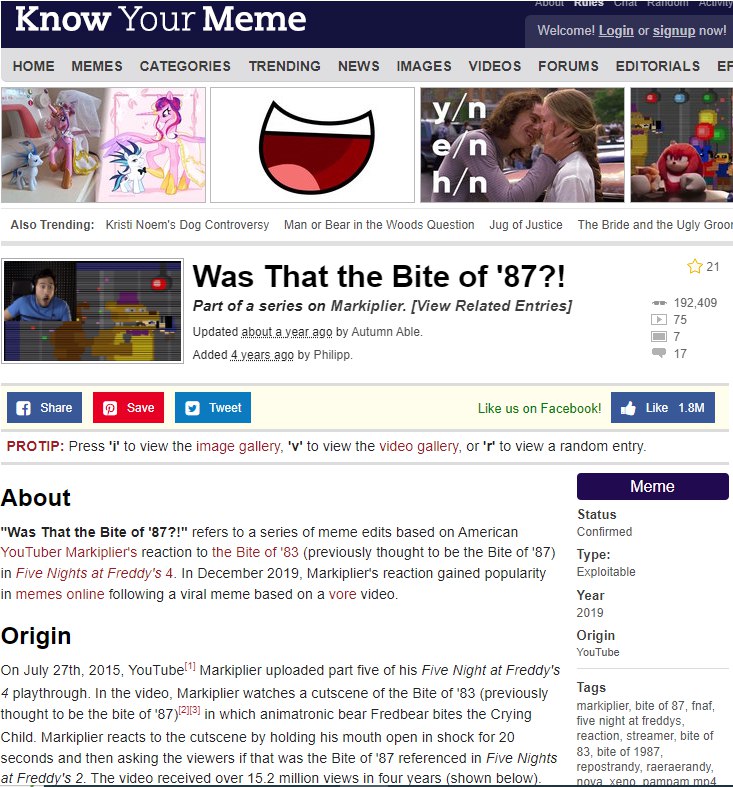 Know Your Meme
About Rules Chat Random Activity
Welcome! Login or signup now!
HOME MEMES CATEGORIES TRENDING NEWS IMAGES VIDEOS FORUMS EDITORIALS
y/n
e/n
h/n
Also Trending: Kristi Noem's Dog Controversy Man or Bear in the Woods Question Jug of Justice The Bride and the Ugly Groo
Was That the Bite of '87?!
21
Part of a series on Markiplier. [View Related Entries]
192,409
Updated about a year ago by Autumn Able.
75
7
Added 4 years ago by Philipp.
17
Share Save Tweet Like us on Facebook! Like 1.8M
PROTIP: Press 'i' to view the image gallery, 'v' to view the video gallery, or 'r' to view a random entry.
About
"Was That the Bite of '87?!" refers to a series of meme edits based on American
YouTuber Markiplier's reaction to the Bite of '83 (previously thought to be the Bite of '87)
in Five Nights at Freddy's 4. In December 2019, Markiplier's reaction gained popularity
in memes online following a viral meme based on a vore video.
Origin
On July 27th, 2015, YouTube[1] Markiplier uploaded part five of his Five Night at Freddy's
4 playthrough. In the video, Markiplier watches a cutscene of the Bite of '83 (previously
thought to be the bite of '87)[2][3] in which animatronic bear Fredbear bites the Crying
Child. Markiplier reacts to the cutscene by holding his mouth open in shock for 20
seconds and then asking the viewers if that was the Bite of '87 referenced in Five Nights
at Freddy's 2. The video received over 15.2 million views in four years (shown below).
Meme
Status
Confirmed
Type:
Exploitable
Year
2019
Origin
YouTube
Tags
markiplier, bite of 87, fnaf,
five night at freddys,
reaction, streamer, bite of
83, bite of 1987,
repostrandy, raeraerandy,
nova, xeno, pampam.mp4